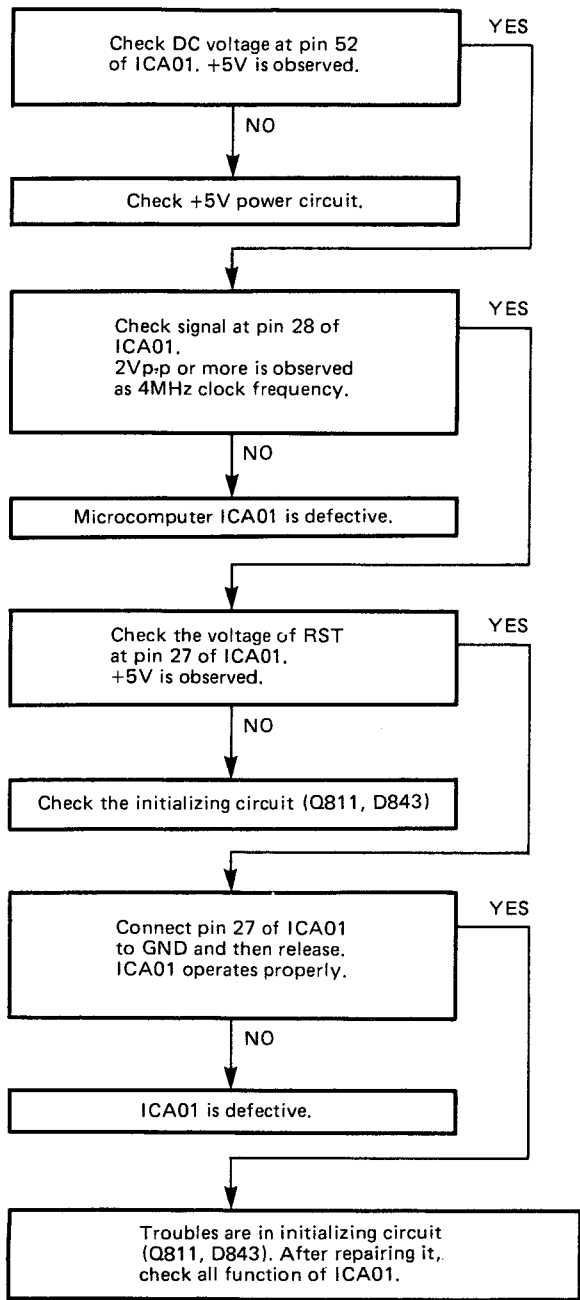 Check DC voltage at pin 52
of ICA01. +5V is observed.
YES
NO
Check +5V power circuit.
Check signal at pin 28 of
ICA01.
2Vp-p or more is observed
as 4MHz clock frequency.
YES
NO
Microcomputer ICA01 is defective.
Check the voltage of RST
at pin 27 of ICA01.
+5V is observed.
YES
NO
Check the initializing circuit (Q811, D843)
Connect pin 27 of ICA01
to GND and then release.
ICA01 operates properly.
YES
NO
ICA01 is defective.
Troubles are in initializing circuit
(Q811, D843). After repairing it,
check all function of ICA01.